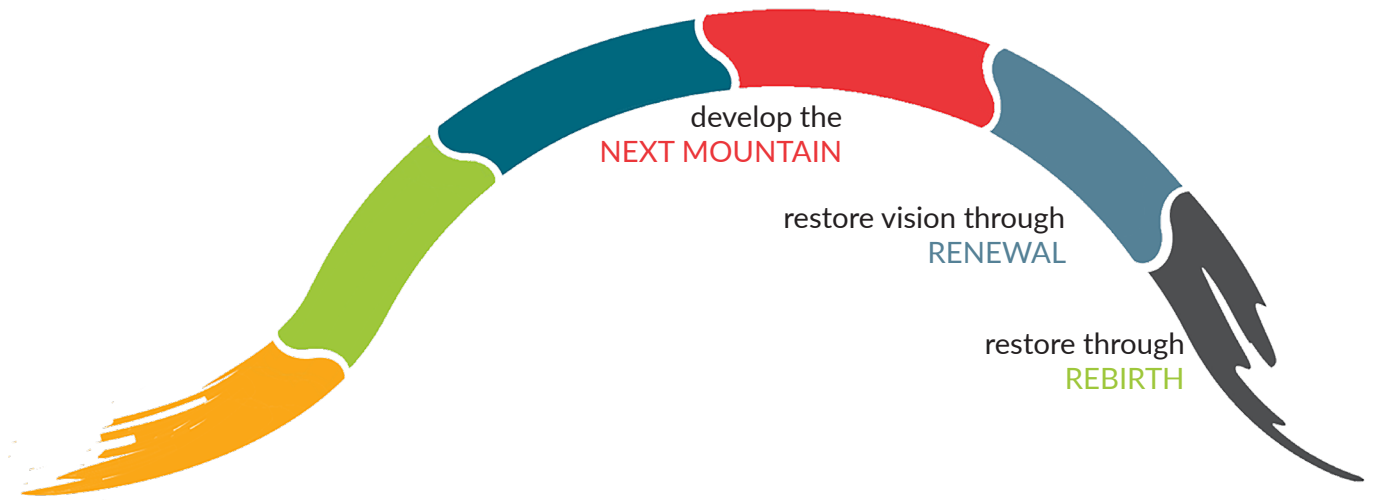 develop the
NEXT MOUNTAIN
restore vision through
RENEWAL
restore through
REBIRTH